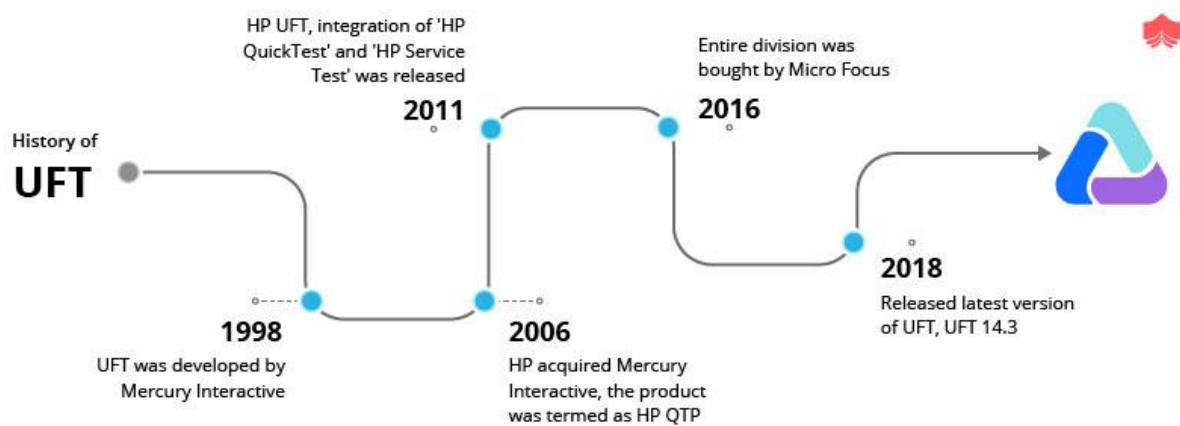 History of
UFT
1998
UFT was developed by
Mercury Interactive
2006
HP acquired Mercury
Interactive, the product
was termed as HP QTP
HP UFT, integration of 'HP
QuickTest' and 'HP Service
Test' was released
2011
Entire division was
bought by Micro Focus
2016
2018
Released latest version
of UFT, UFT 14.3